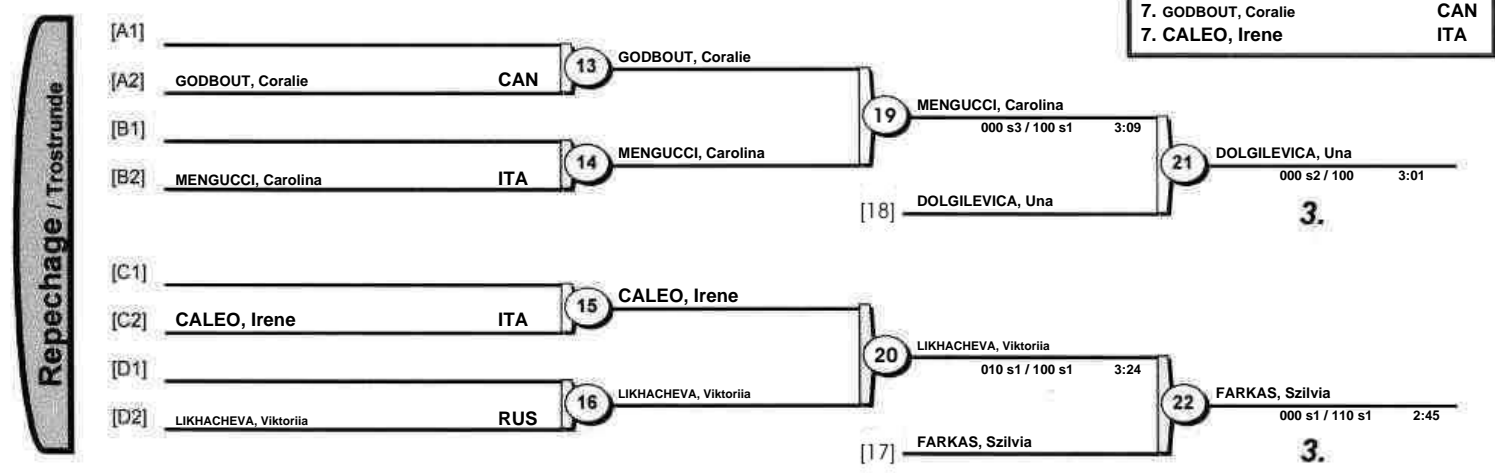 7. GODBOUT, Coralie CAN
7. CALEO, Irene ITA
Repechage / Trostrunde
[A1]
[A2] GODBOUT, Coralie CAN
13 GODBOUT, Coralie
[B1]
[B2] MENGUCCI, Carolina ITA
14 MENGUCCI, Carolina
19 MENGUCCI, Carolina
000 s3 / 100 s1 3:09
[18] DOLGILEVICA, Una
21 DOLGILEVICA, Una
000 s2 / 100 3:01
3.
[C1]
[C2] CALEO, Irene ITA
15 CALEO, Irene
[D1]
[D2] LIKHACHEVA, Viktoriia RUS
16 LIKHACHEVA, Viktoriia
20 LIKHACHEVA, Viktoriia
010 s1 / 100 s1 3:24
[17] FARKAS, Szilvia
22 FARKAS, Szilvia
000 s1 / 110 s1 2:45
3.